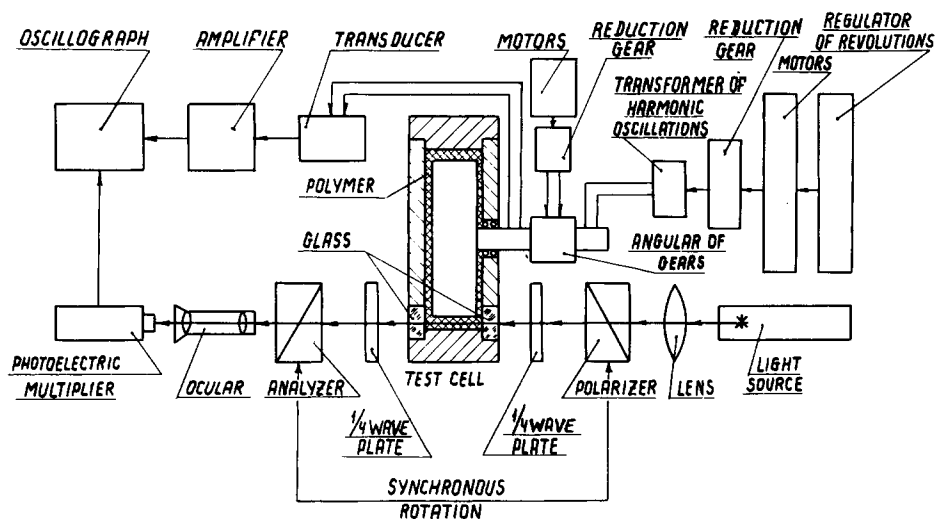 OSCILLOGRAPH
AMPLIFIER
TRANSDUCER
MOTORS
REDUCTION
GEAR
REDUCTION
GEAR
REGULATOR
OF REVOLUTIONS
MOTORS
TRANSFORMER OF
HARMONIC
OSCILLATIONS
POLYMER
GLASS
ANGULAR OF
GEARS
PHOTOELECTRIC
MULTIPLIER
OCULAR
ANALYZER
1/4 WAVE
PLATE
TEST CELL
1/4 WAVE
PLATE
POLARIZER
LENS
LIGHT
SOURCE
SYNCHRONOUS
ROTATION